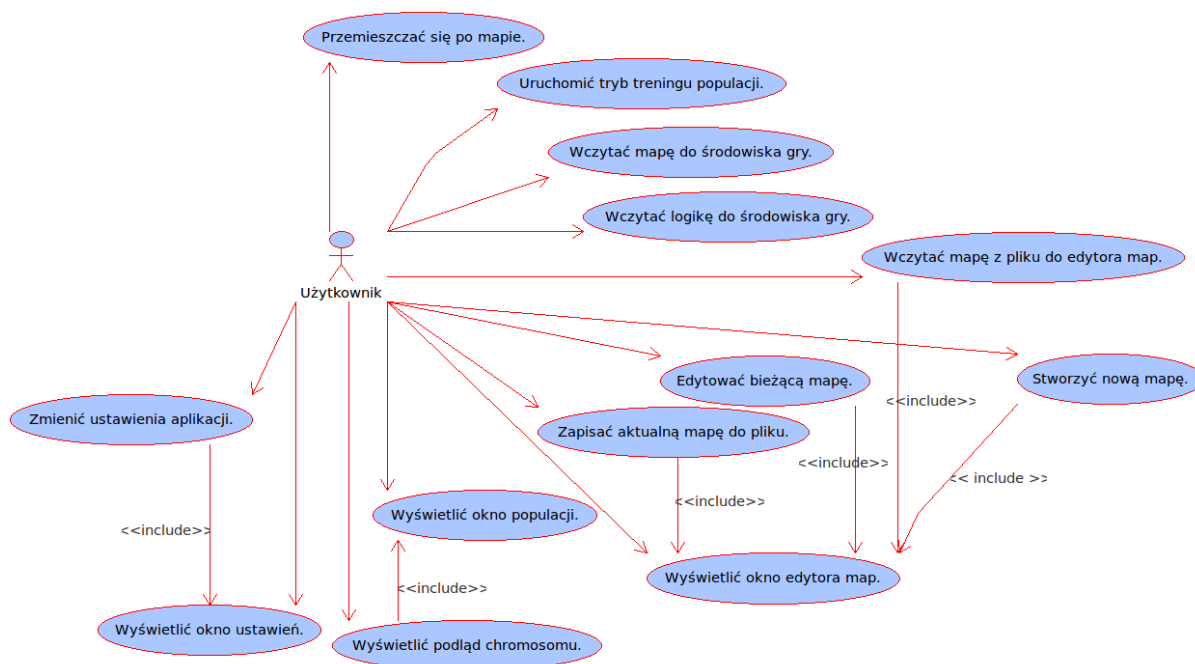 Przemieszczać się po mapie.
Uruchomić tryb treningu populacji.
Wczytać mapę do środowiska gry.
Wczytać logikę do środowiska gry.
Wczytać mapę z pliku do edytora map.
Użytkownik
Edytować bieżącą mapę.
Stworzyć nową mapę.
<<include>>
Zmienić ustawienia aplikacji.
Zapisać aktualną mapę do pliku.
<<include>>
<< include >>
<<include>>
Wyświetlić okno populacji.
<<include>>
Wyświetlić okno edytora map.
<<include>>
Wyświetlić okno ustawień.
Wyświetlić podląd chromosomu.